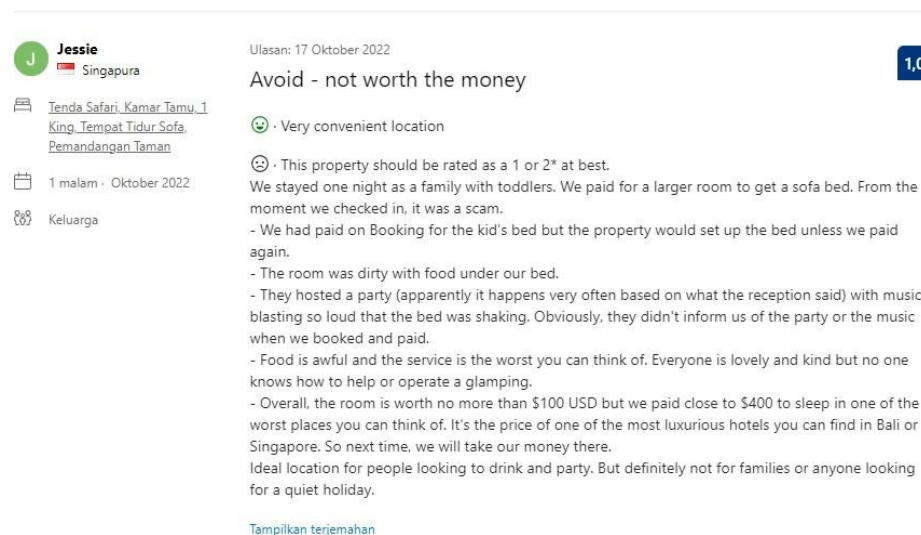 J
Jessie
Singapura
Tenda Safari, Kamar Tamu, 1
King, Tempat Tidur Sofa,
Pemandangan Taman
1 malam · Oktober 2022
Keluarga
Ulasan: 17 Oktober 2022
1,0
Avoid - not worth the money
· Very convenient location
· This property should be rated as a 1 or 2* at best.
We stayed one night as a family with toddlers. We paid for a larger room to get a sofa bed. From the
moment we checked in, it was a scam.
- We had paid on Booking for the kid's bed but the property would set up the bed unless we paid
again.
- The room was dirty with food under our bed.
- They hosted a party (apparently it happens very often based on what the reception said) with music
blasting so loud that the bed was shaking. Obviously, they didn't inform us of the party or the music
when we booked and paid.
- Food is awful and the service is the worst you can think of. Everyone is lovely and kind but no one
knows how to help or operate a glamping.
- Overall, the room is worth no more than $100 USD but we paid close to $400 to sleep in one of the
worst places you can think of. It's the price of one of the most luxurious hotels you can find in Bali or
Singapore. So next time, we will take our money there.
Ideal location for people looking to drink and party. But definitely not for families or anyone looking
for a quiet holiday.
Tampilkan terjemahan